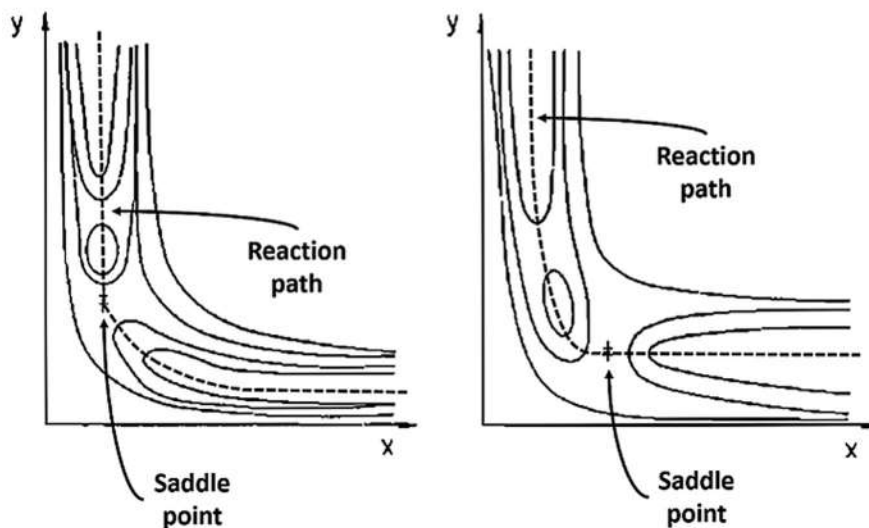 y
Reaction
path
Saddle
point
x
y
Reaction
path
Saddle
point
x